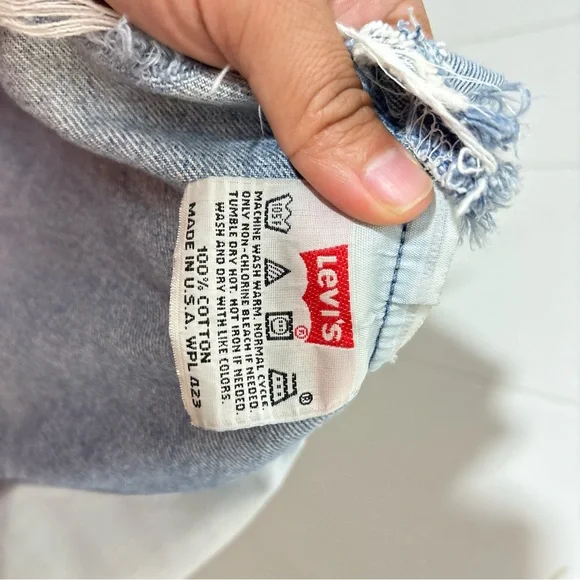 LEVI'S
®
105F
®
MACHINE WASH WARM. NORMAL CYCLE.
ONLY NON-CHLORINE BLEACH IF NEEDED
TUMBLE DRY HOT. HOT IRON IF NEEDED.
WASH AND DRY WITH LIKE COLORS.
100% COTTON
MADE IN U.S.A. WPL 423